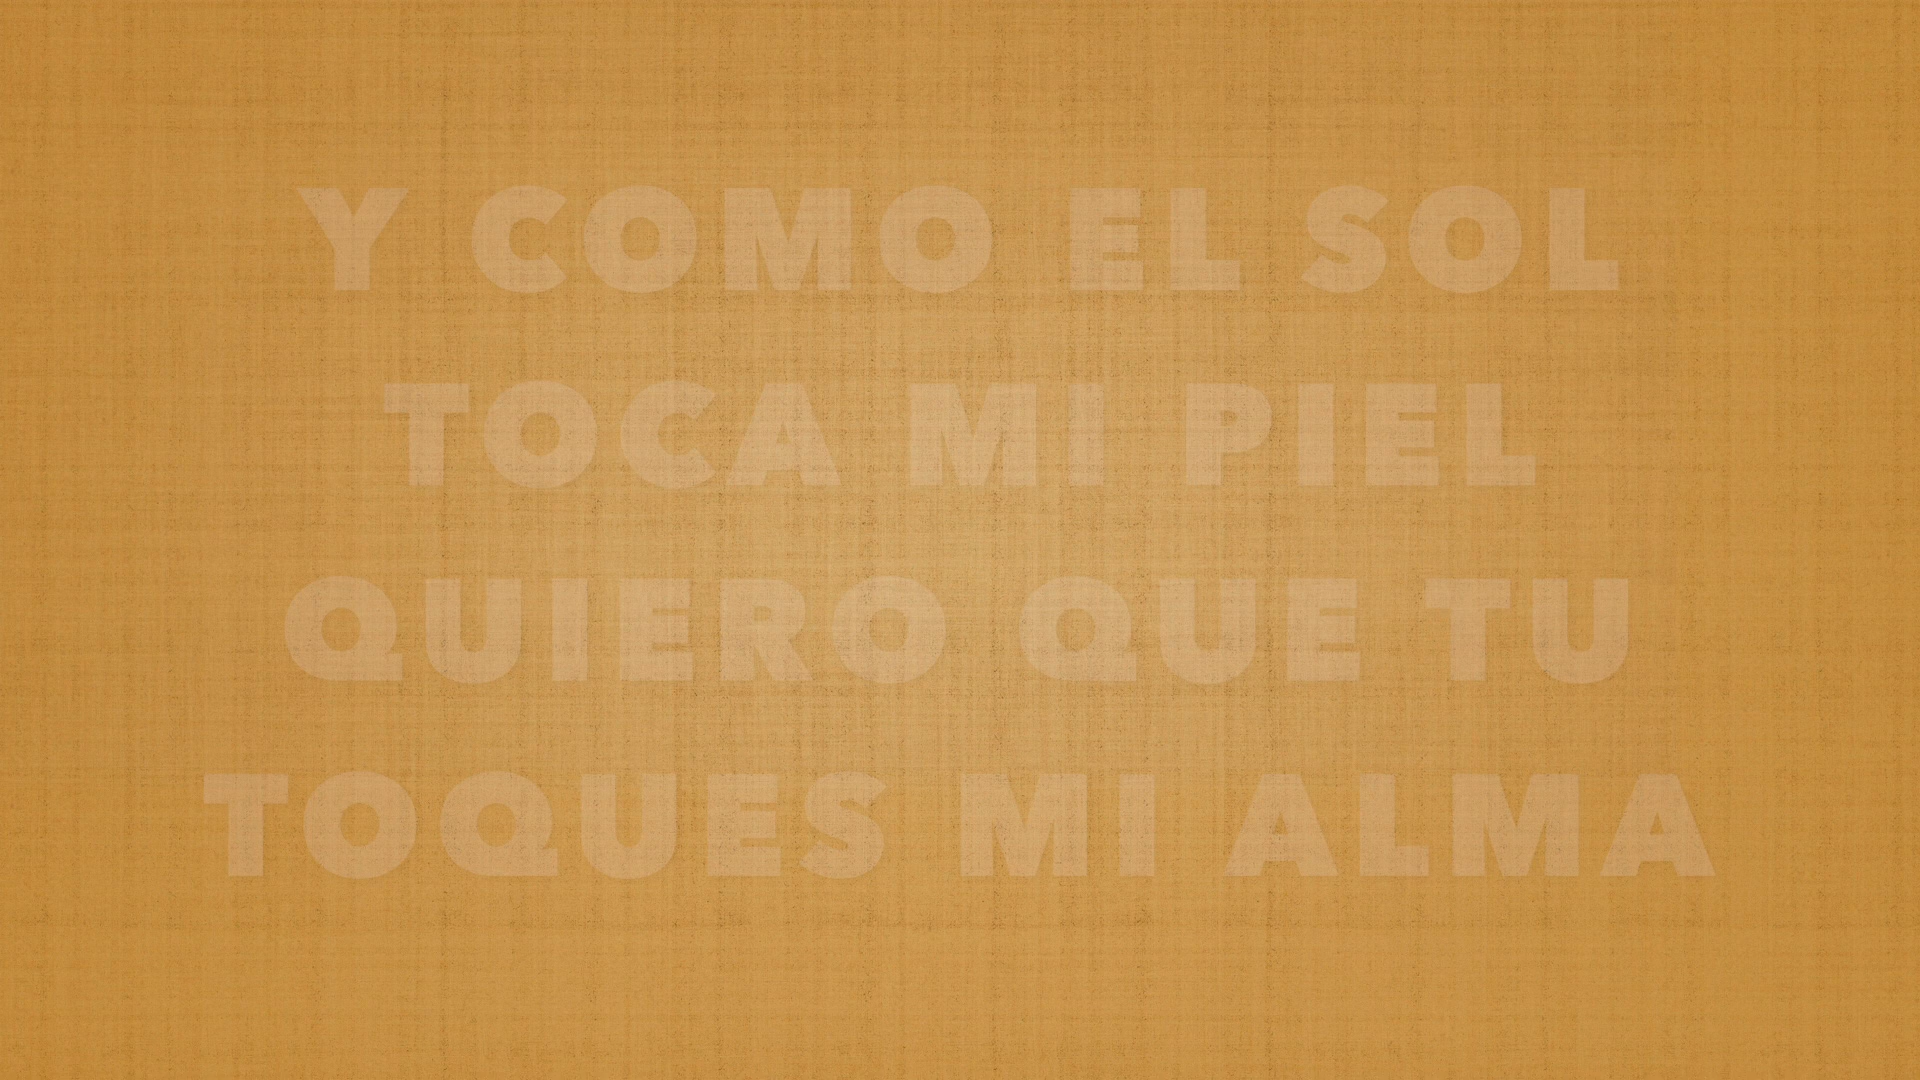 Y COMO EL SOL
TOCA MI PIEL
QUIERO QUE TU
TOQUES MI ALMA